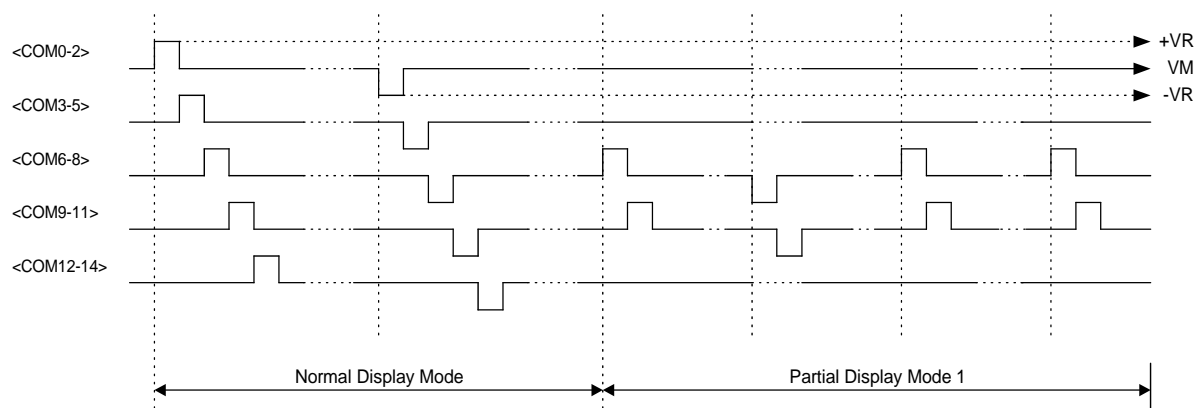 +VR
<COM0-2>
VM
-VR
<COM3-5>
<COM6-8>
<COM9-11>
<COM12-14>
Normal Display Mode
Partial Display Mode 1